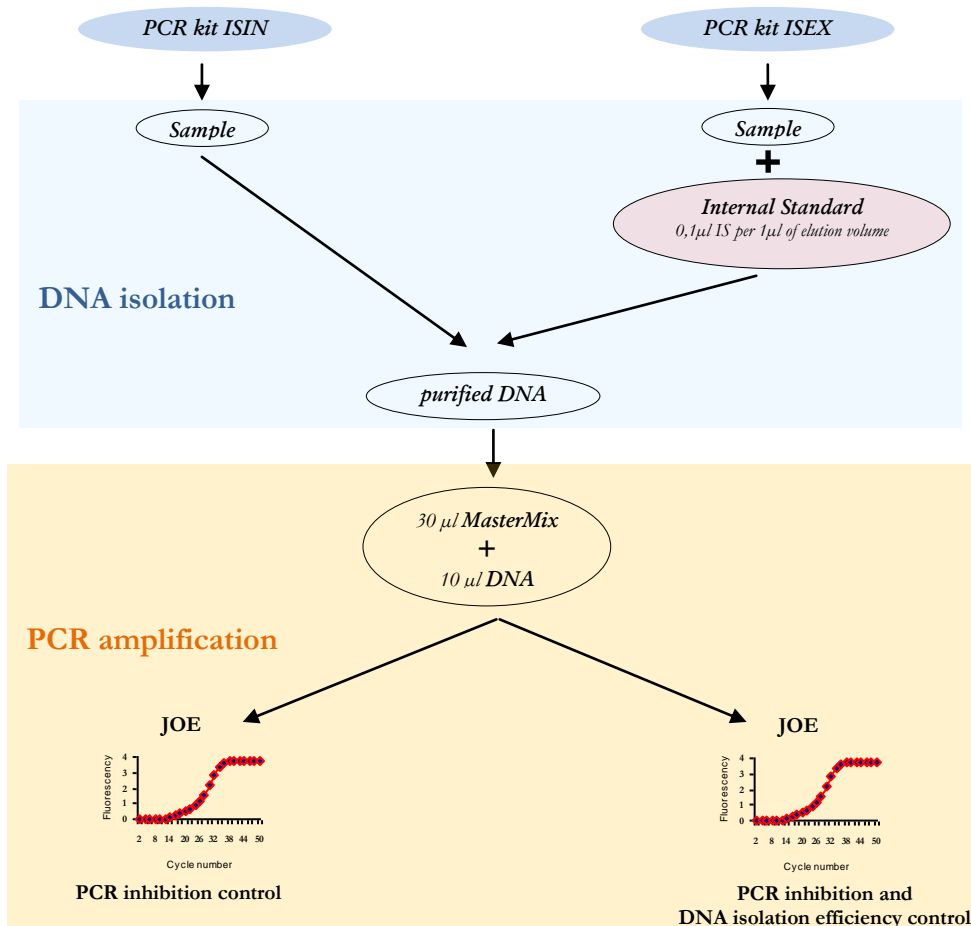 PCR kit ISIN
PCR kit ISEX
Sample
Sample
+
Internal Standard
0,1µl IS per 1µl of elution volume
DNA isolation
purified DNA
30 µl MasterMix
+
10 µl DNA
PCR amplification
JOE
JOE
Fluorescency
4
3
2
1
0
2 8 14 20 26 32 38 44 50
Cycle number
PCR inhibition control
Fluorescency
4
3
2
1
0
2 8 14 20 26 32 38 44 50
Cycle number
PCR inhibition and
DNA isolation efficiency control